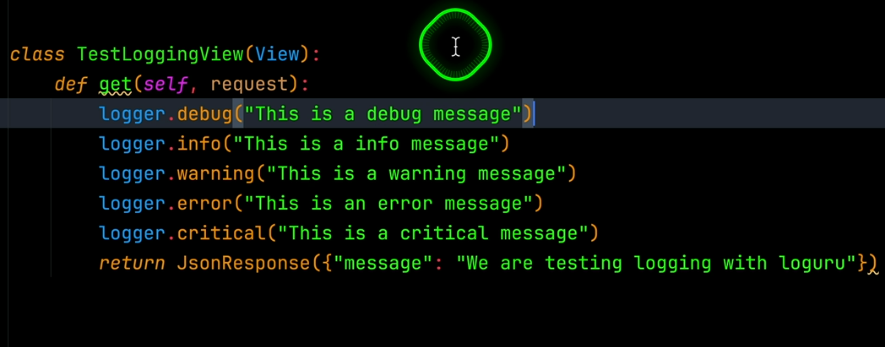 class TestLoggingView(View):
    def get(self, request):
        logger.debug("This is a debug message")
        logger.info("This is a info message")
        logger.warning("This is a warning message")
        logger.error("This is an error message")
        logger.critical("This is a critical message")
        return JsonResponse({"message": "We are testing logging with loguru"})